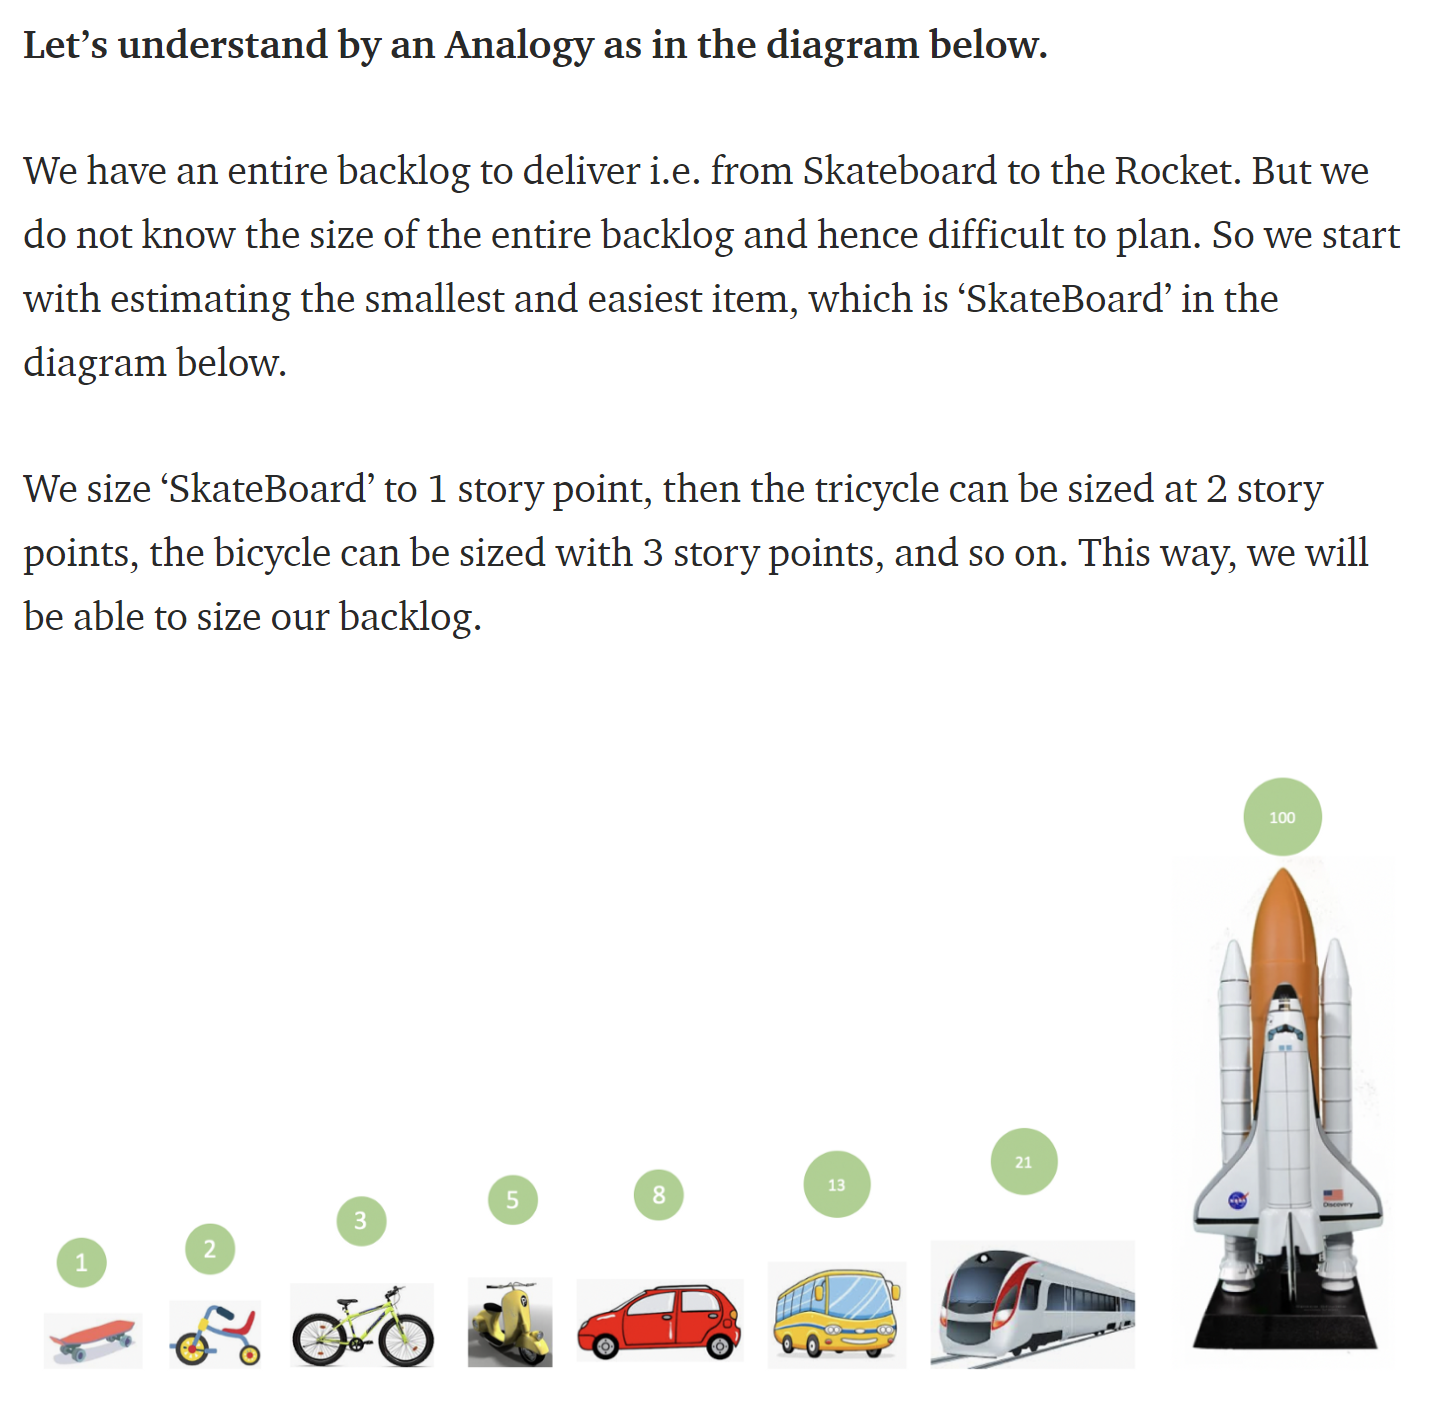 Let’s understand by an Analogy as in the diagram below.
We have an entire backlog to deliver i.e. from Skateboard to the Rocket. But we
do not know the size of the entire backlog and hence difficult to plan. So we start
with estimating the smallest and easiest item, which is ‘SkateBoard’ in the
diagram below.
We size ‘SkateBoard’ to 1 story point, then the tricycle can be sized at 2 story
points, the bicycle can be sized with 3 story points, and so on. This way, we will
be able to size our backlog.
1
2
3
5
8
13
21
100
NASA
Discovery